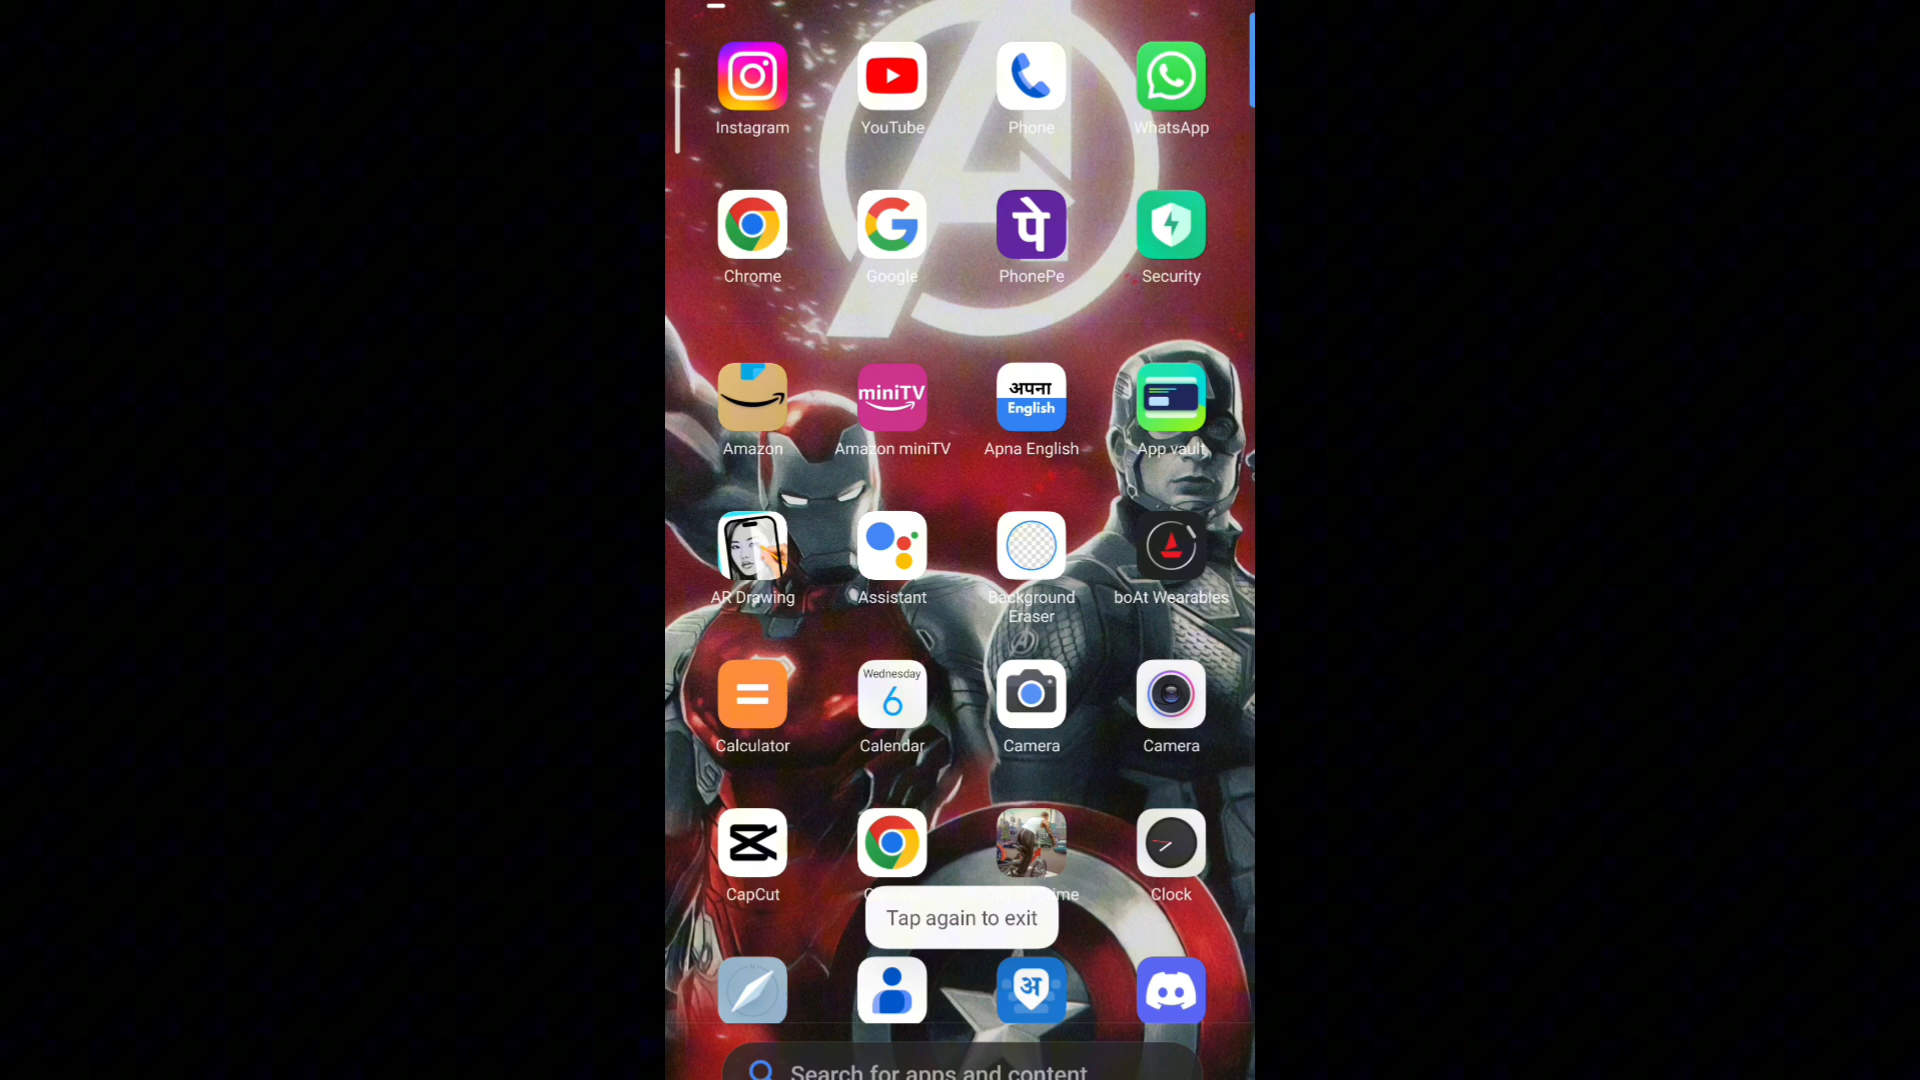 Instagram
YouTube
Phone
WhatsApp
पे
Chrome
Google
PhonePe
Security
miniTV
अपना
English
Amazon
Amazon miniTV
Apna English
App vault
AR Drawing
Assistant
Background
Eraser
boAt Wearables
Wednesday
6
Calculator
Calendar
Camera
Camera
CapCut
Clock
Tap again to exit
अ
Search for apps and content